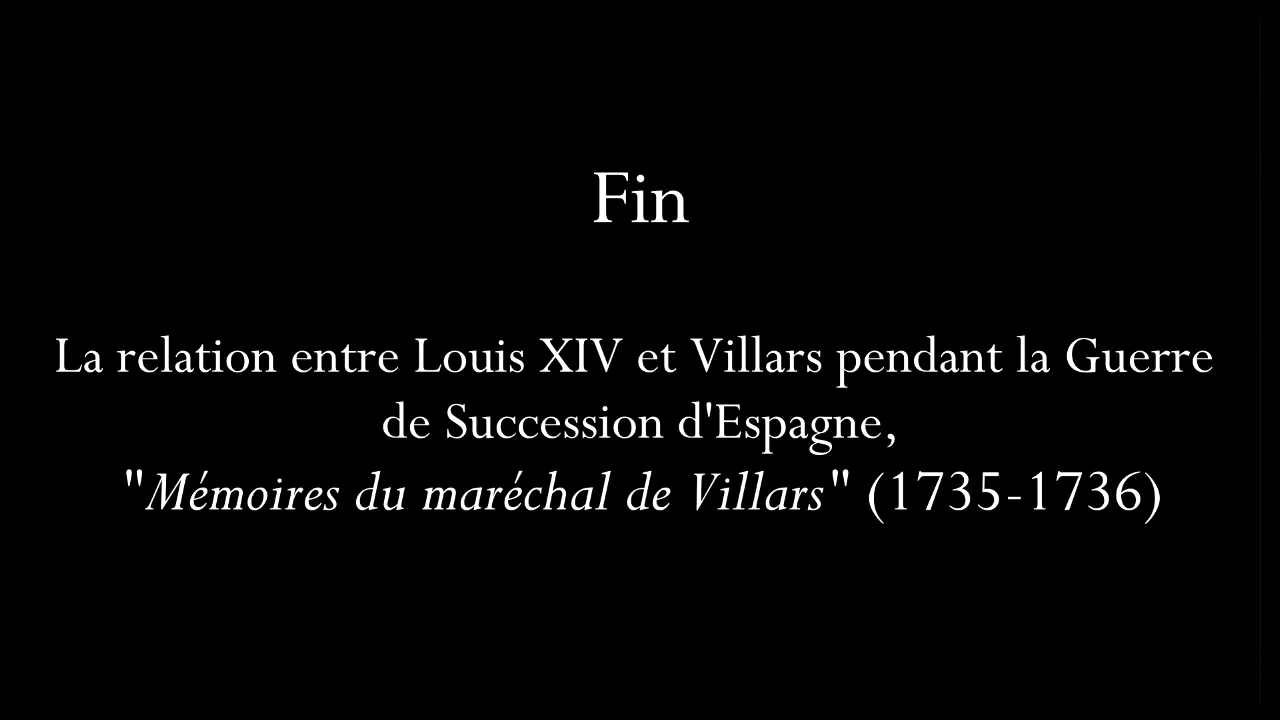 Fin
La relation entre Louis XIV et Villars pendant la Guerre
de Succession d'Espagne,
"Mémoires du maréchal de Villars" (1735-1736)